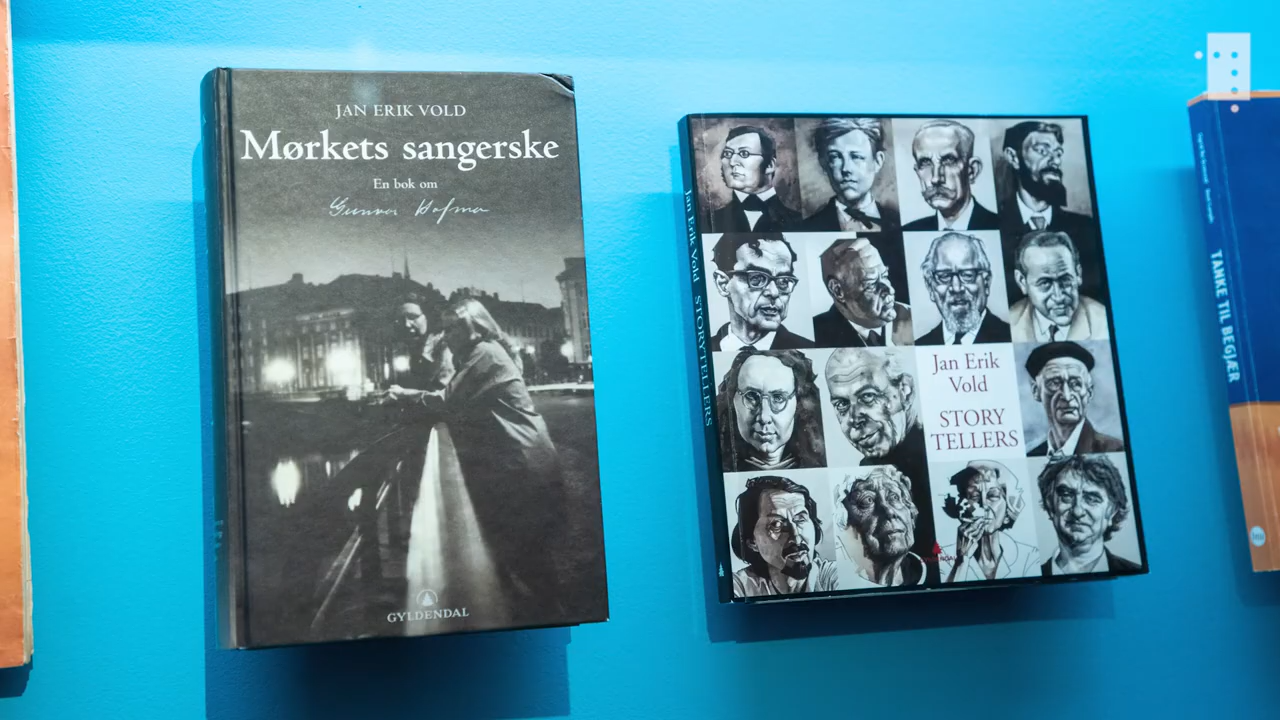 JAN ERIK VOLD
Mørkets sangerske
En bok om
Gunvor Hofmo
GYLDENDAL
Jan Erik Vold STORYTELLERS
Jan Erik
Vold
STORY
TELLERS
TANKE TIL BEGJÆR